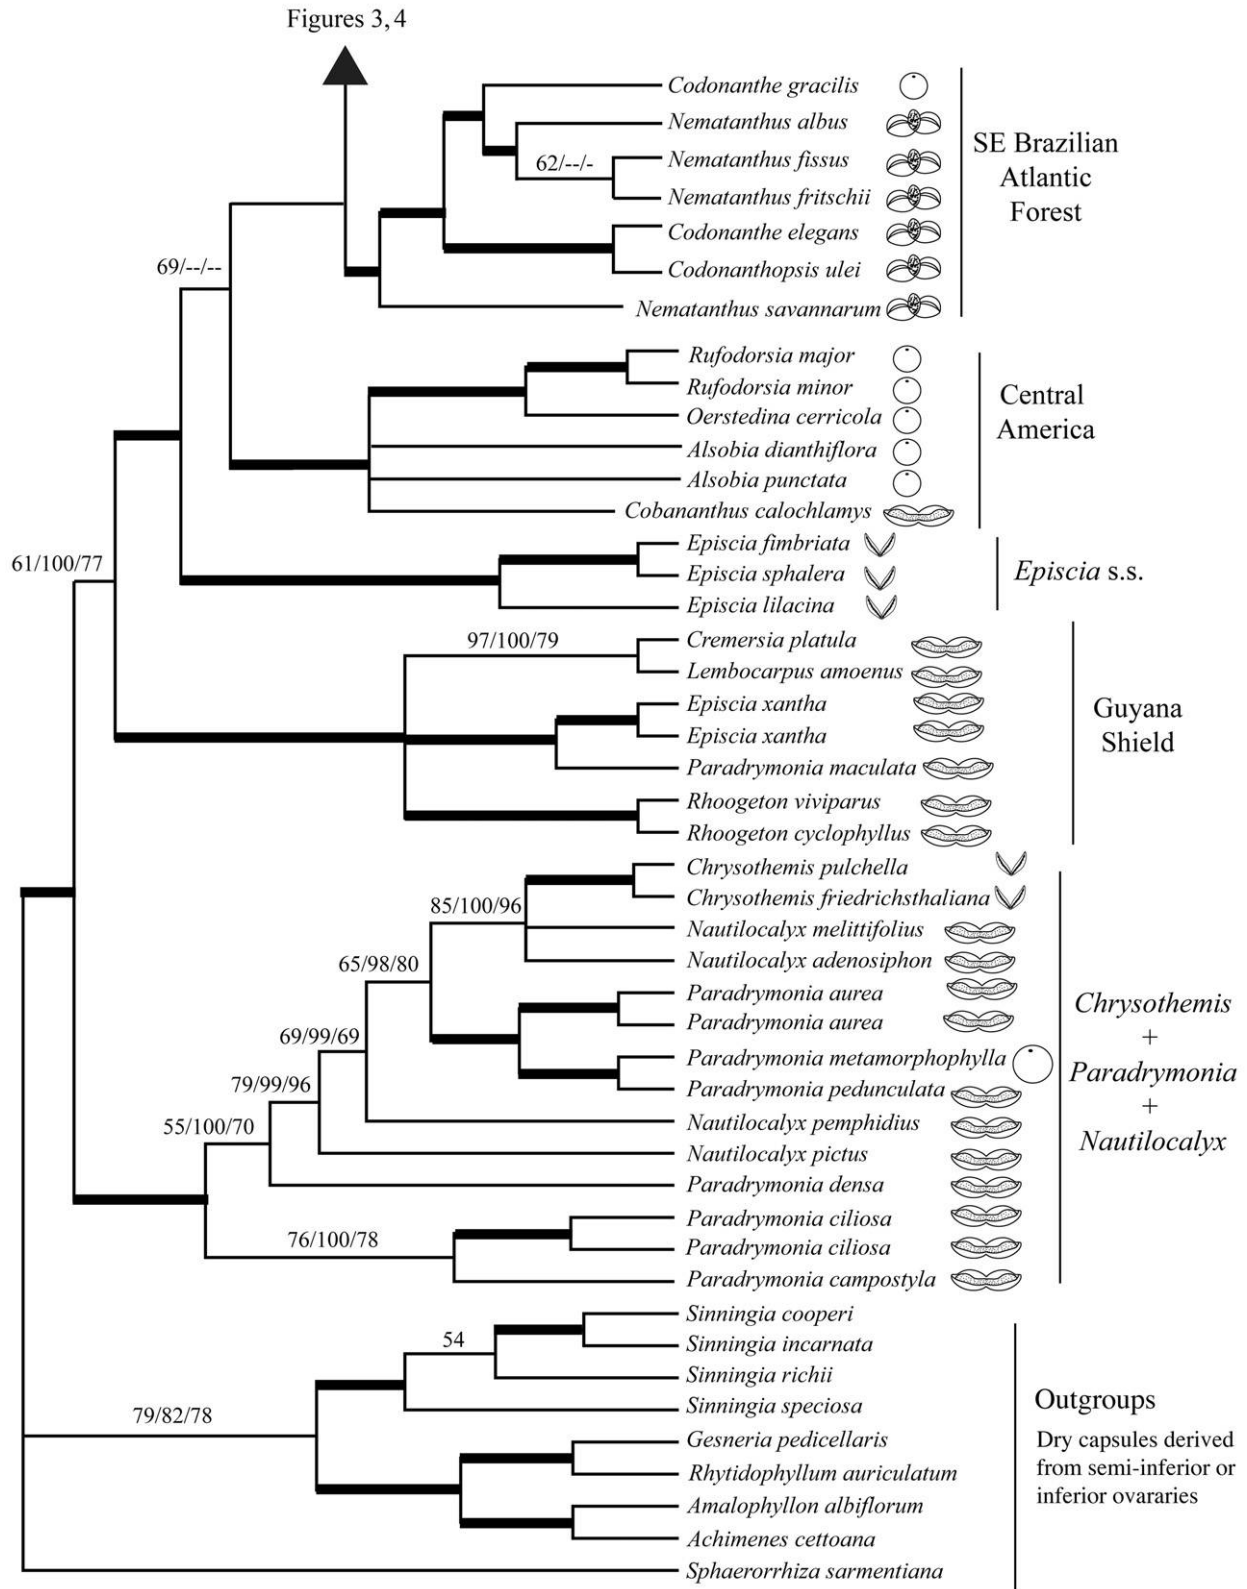 Figures 3, 4
Codonanthe gracilis
Nematanthus albus
62/--/-
Nematanthus fissus
Nematanthus fritschii
Codonanthe elegans
Codonanthopsis ulei
Nematanthus savannarum
SE Brazilian
Atlantic
Forest
69/--/--
Rufodorsia major
Rufodorsia minor
Oerstedina cerricola
Alsobia dianthiflora
Alsobia punctata
Cobananthus calochlamys
Central
America
61/100/77
Episcia fimbriata
Episcia sphalera
Episcia lilacina
Episcia s.s.
97/100/79
Cremersia platula
Lembocarpus amoenus
Episcia xantha
Episcia xantha
Paradrymonia maculata
Rhoogeton viviparus
Rhoogeton cyclophyllus
Guyana
Shield
Chrysothemis pulchella
Chrysothemis friedrichsthaliana
85/100/96
Nautilocalyx melittifolius
Nautilocalyx adenosiphon
65/98/80
Paradrymonia aurea
Paradrymonia aurea
69/99/69
Paradrymonia metamorphophylla
Paradrymonia pedunculata
79/99/96
Nautilocalyx pemphidius
55/100/70
Nautilocalyx pictus
Paradrymonia densa
76/100/78
Paradrymonia ciliosa
Paradrymonia ciliosa
Paradrymonia campostyla
Chrysothemis
+
Paradrymonia
+
Nautilocalyx
Sinningia cooperi
54
Sinningia incarnata
Sinningia richii
Sinningia speciosa
79/82/78
Gesneria pedicellaris
Rhytidophyllum auriculatum
Amalophyllon albiflorum
Achimenes cettoana
Sphaerorrhiza sarmentiana
Outgroups
Dry capsules derived
from semi-inferior or
inferior ovararies